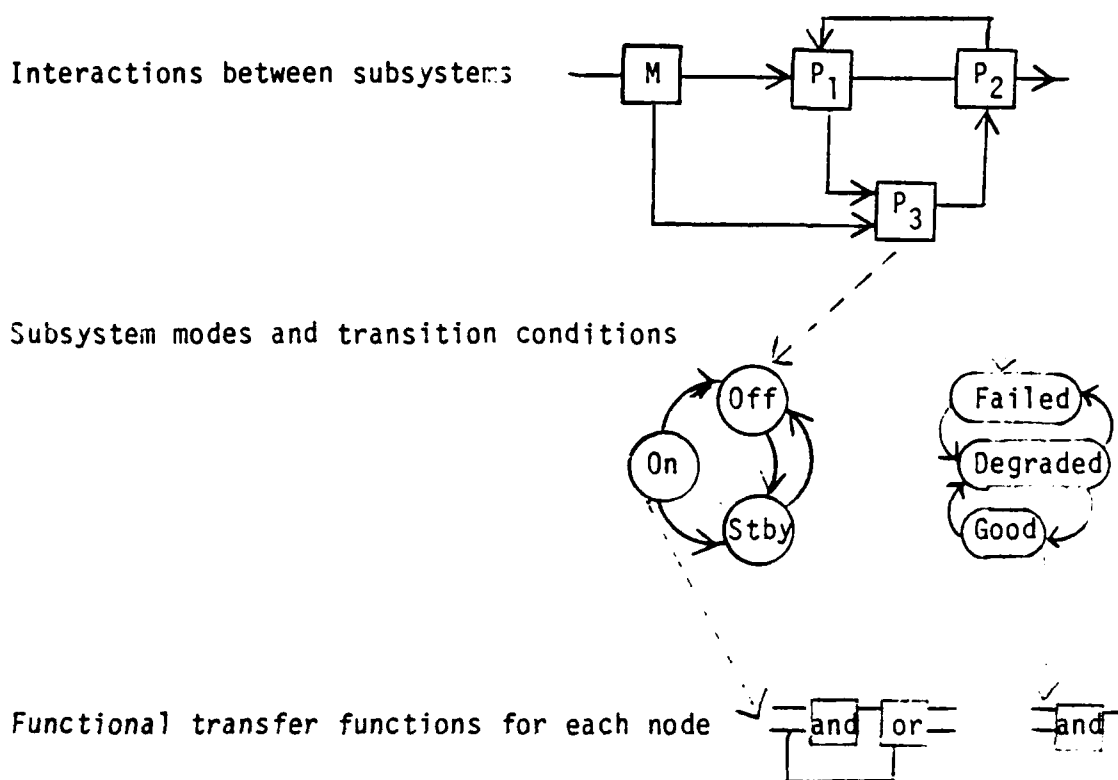 Interactions between subsystems
M
P1
P2
P3
Subsystem modes and transition conditions
Off
On
Stby
Failed
Degraded
Good
Functional transfer functions for each node
and
or
and